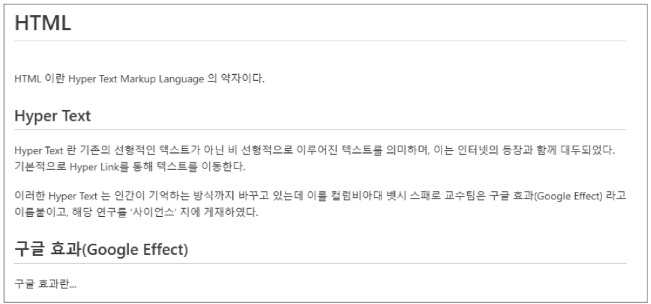 HTML
HTML 이란 Hyper Text Markup Language 의 약자이다.
Hyper Text
Hyper Text 란 기존의 선형적인 텍스트가 아닌 비 선형적으로 이루어진 텍스트를 의미하며, 이는 인터넷의 등장과 함께 대두되었다.
기본적으로 Hyper Link를 통해 텍스트를 이동한다.
이러한 Hyper Text 는 인간이 기억하는 방식까지 바꾸고 있는데 이를 컬럼비아대 벳시 스패로 교수팀은 구글 효과(Google Effect) 라고
이름붙이고, 해당 연구를 '사이언스' 지에 게재하였다.
구글 효과(Google Effect)
구글 효과란...